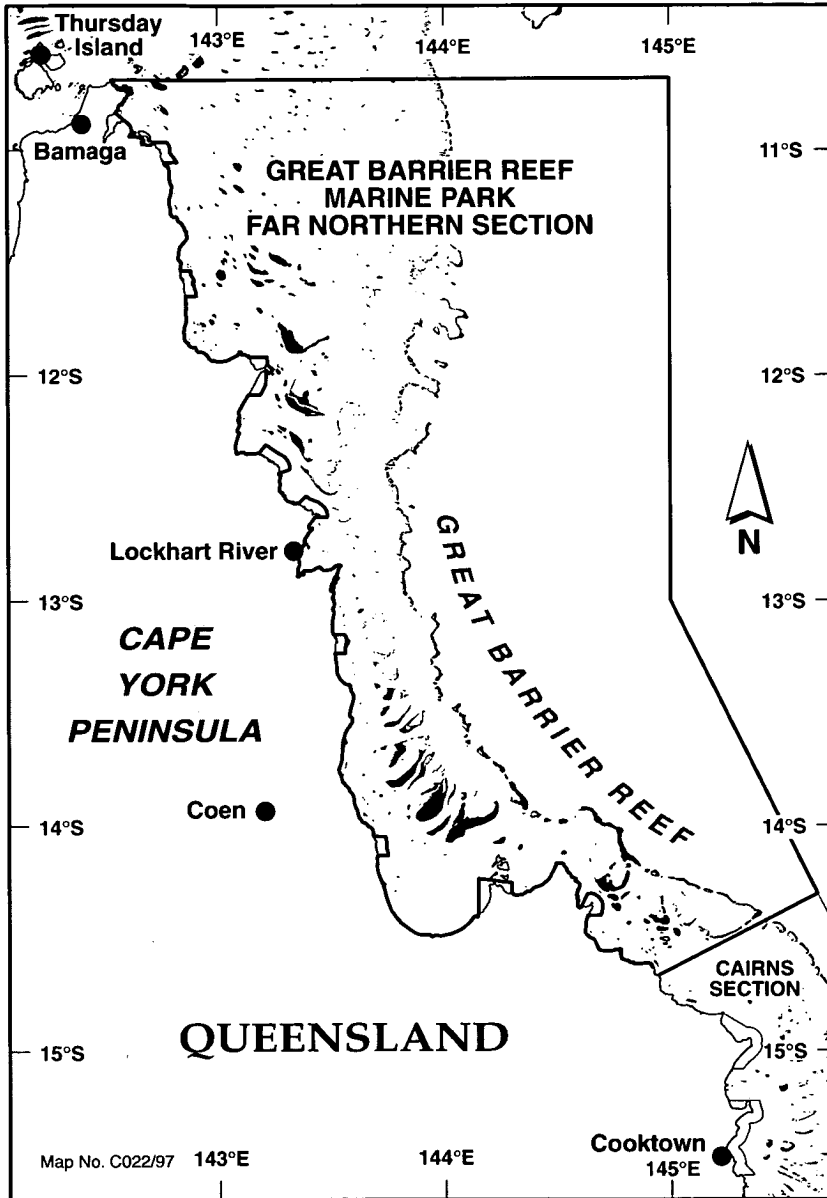 Thursday
Island
143°E
144°E
145°E
Bamaga
11°S
GREAT BARRIER REEF
MARINE PARK
FAR NORTHERN SECTION
12°S
12°S
N
Lockhart River
GREAT BARRIER REEF
13°S
13°S
CAPE
YORK
PENINSULA
Coen
14°S
14°S
CAIRNS
SECTION
QUEENSLAND
15°S
15°S
Cooktown
Map No. C022/97
143°E
144°E
145°E